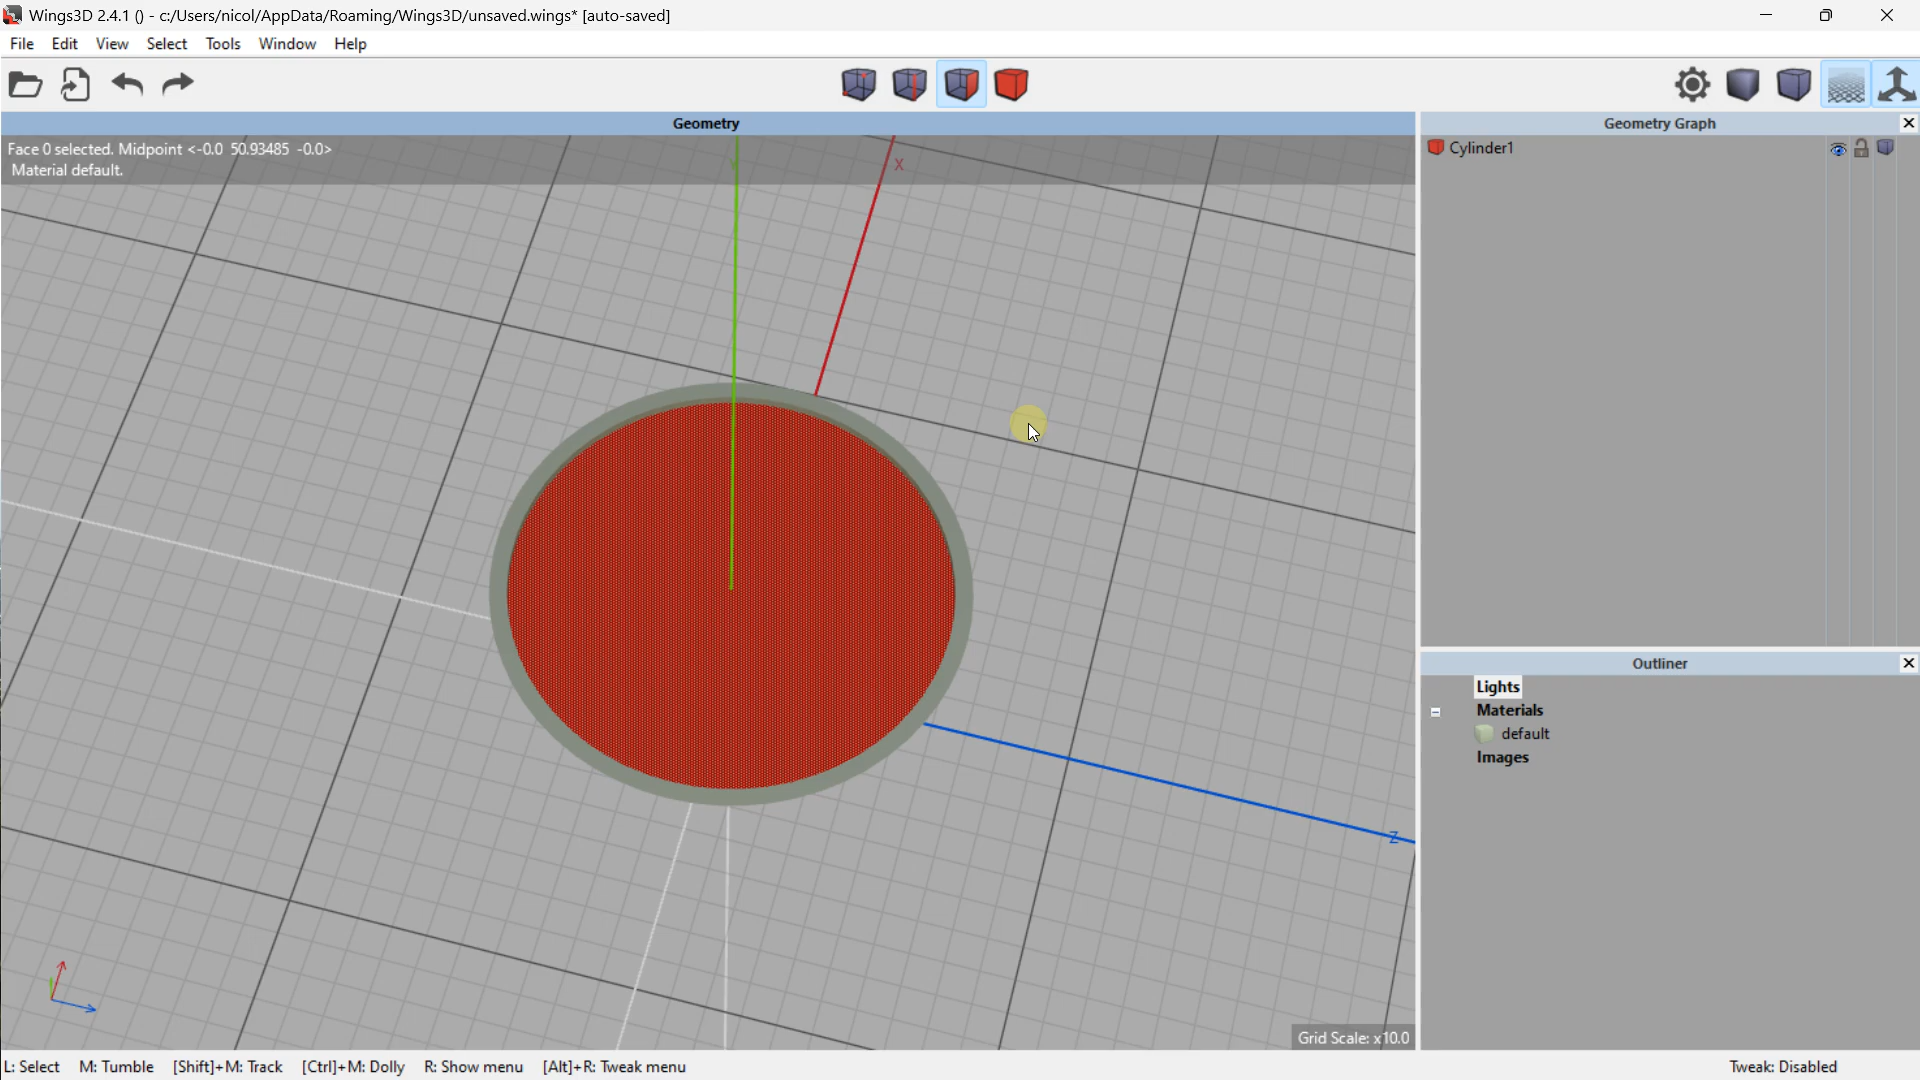 Wings3D 2.4.1 () - c:/Users/nicol/AppData/Roaming/Wings3D/unsaved.wings* [auto-saved]
File Edit View Select Tools Window Help
Geometry
Geometry Graph
Face 0 selected. Midpoint <-0.0 50.93485 -0.0>
Material default.
Y
X
Cylinder1
Outliner
Lights
Materials
default
Images
Z
Grid Scale: x10.0
L: Select M: Tumble [Shift]+M: Track [Ctrl]+M: Dolly R: Show menu [Alt]+R: Tweak menu
Tweak: Disabled